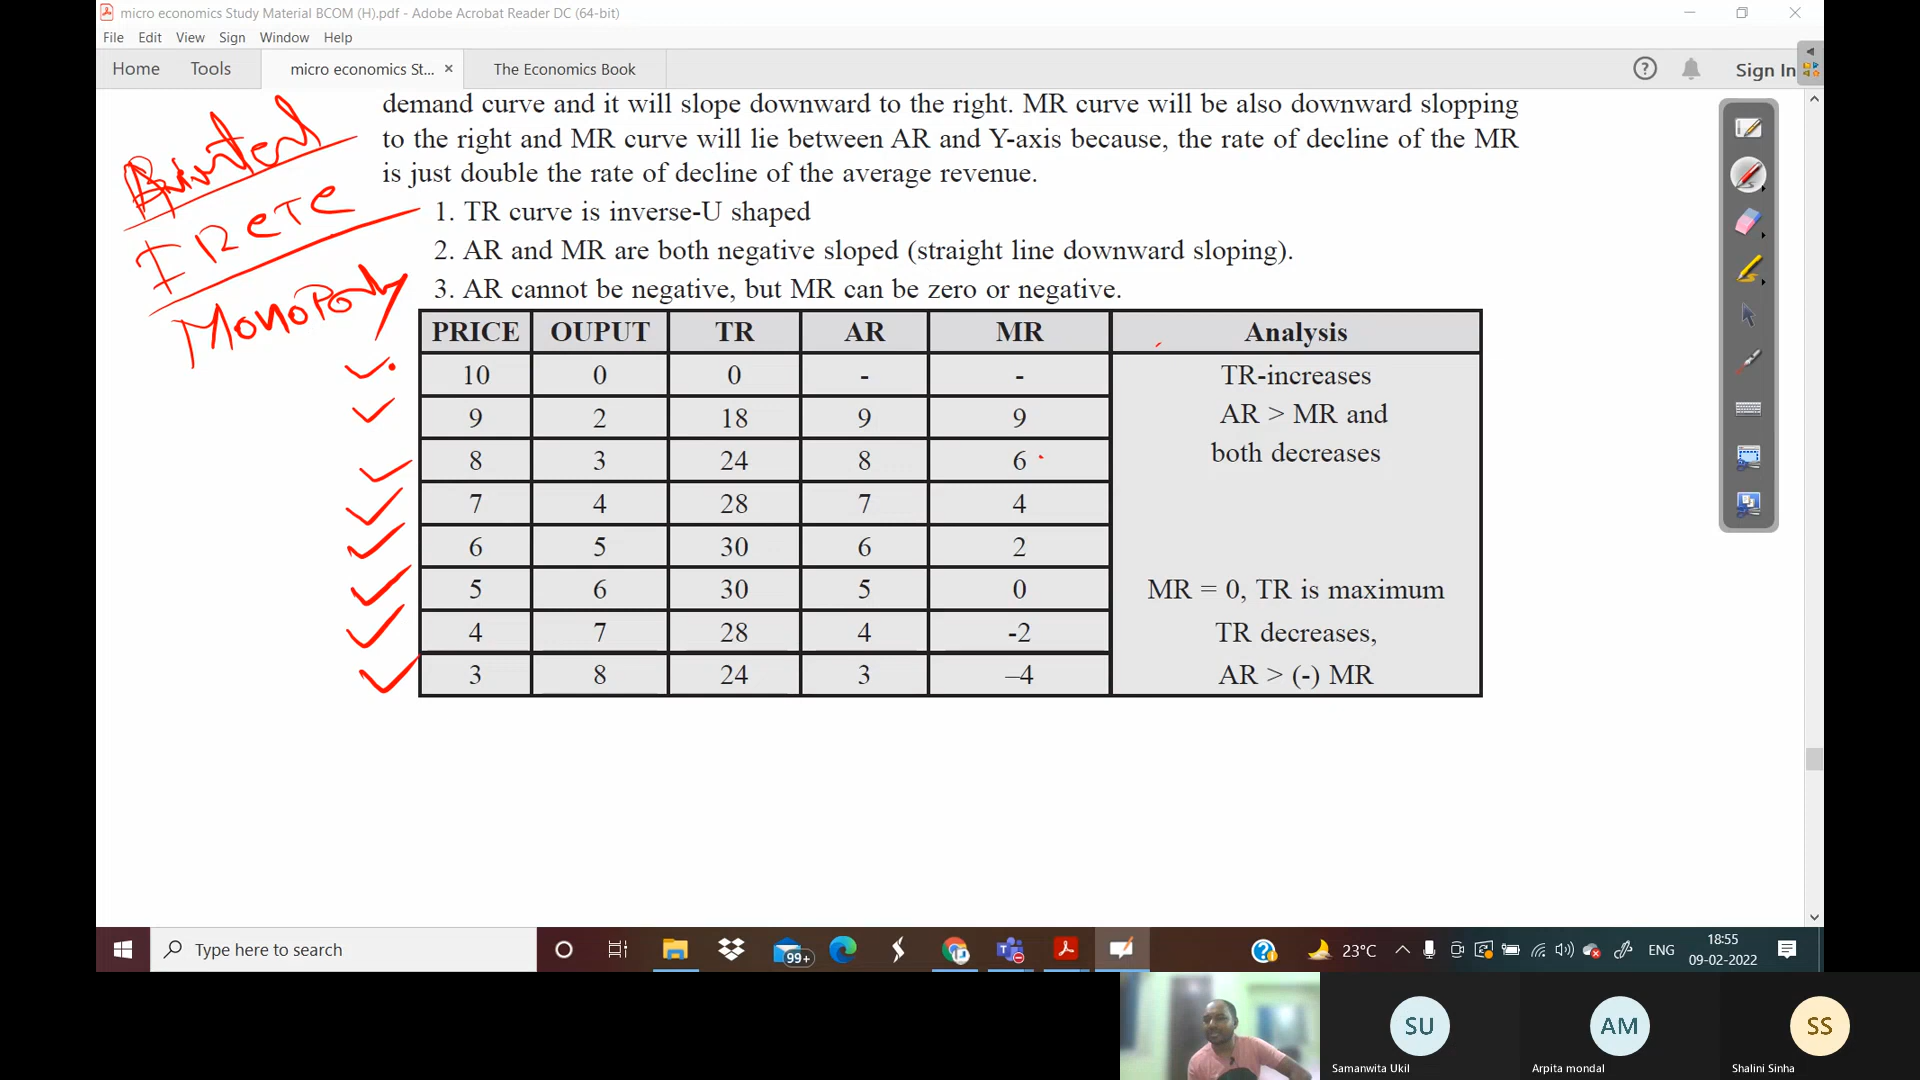 micro economics Study Material BCOM (H).pdf - Adobe Acrobat Reader DC (64-bit)
File Edit View Sign Window Help
Home Tools micro economics St... × The Economics Book Sign In
demand curve and it will slope downward to the right. MR curve will be also downward slopping
to the right and MR curve will lie between AR and Y-axis because, the rate of decline of the MR
is just double the rate of decline of the average revenue.
1. TR curve is inverse-U shaped
2. AR and MR are both negative sloped (straight line downward sloping).
3. AR cannot be negative, but MR can be zero or negative.
MonoPoly
PRICE OUPUT TR AR MR Analysis
10 0 0 - - TR-increases
9 2 18 9 9 AR > MR and
8 3 24 8 6 both decreases
7 4 28 7 4
6 5 30 6 2
5 6 30 5 0 MR = 0, TR is maximum
4 7 28 4 -2 TR decreases,
3 8 24 3 –4 AR > (-) MR
Type here to search 99+ 23°C ENG 18:55
09-02-2022
SU AM SS
Samanwita Ukil Arpita mondal Shalini Sinha